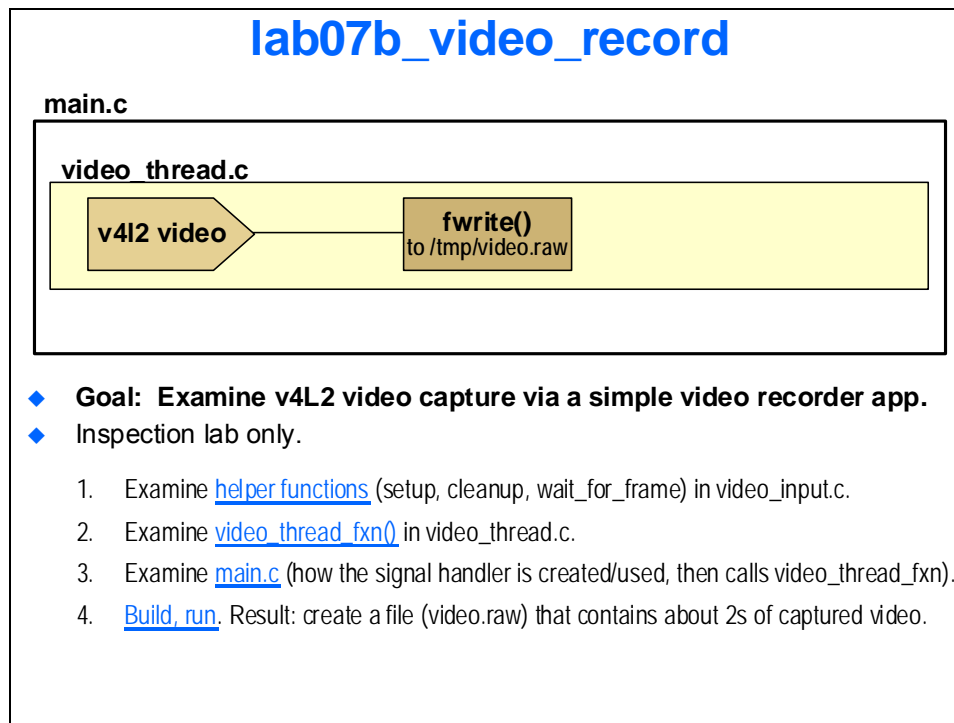 lab07b_video_record
main.c
video_thread.c
v4l2 video
fwrite()
to /tmp/video.raw
◆ Goal: Examine v4L2 video capture via a simple video recorder app.
◆ Inspection lab only.
1. Examine helper functions (setup, cleanup, wait_for_frame) in video_input.c.
2. Examine video_thread_fxn() in video_thread.c.
3. Examine main.c (how the signal handler is created/used, then calls video_thread_fxn).
4. Build, run. Result: create a file (video.raw) that contains about 2s of captured video.